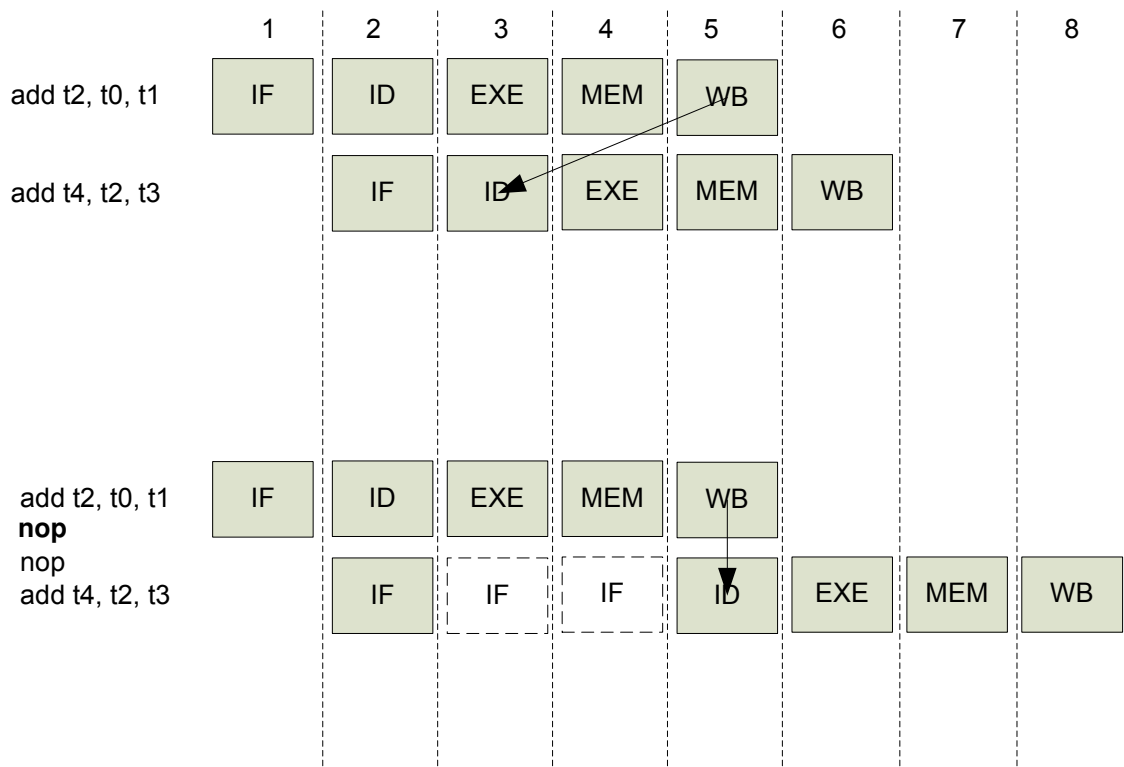 1 2 3 4 5 6 7 8
add t2, t0, t1 IF ID EXE MEM WB
add t4, t2, t3 IF ID EXE MEM WB
add t2, t0, t1 IF ID EXE MEM WB
nop
nop
add t4, t2, t3 IF IF IF ID EXE MEM WB